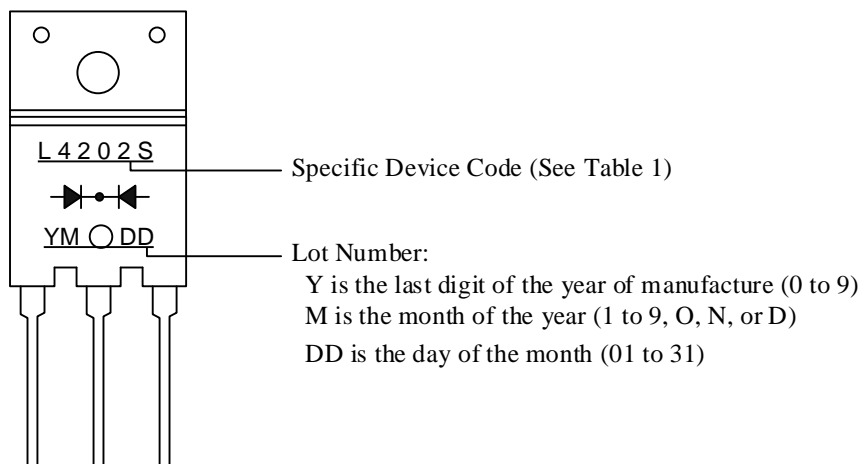 L4202S
Specific Device Code (See Table 1)
YM DD
Lot Number:
Y is the last digit of the year of manufacture (0 to 9)
M is the month of the year (1 to 9, O, N, or D)
DD is the day of the month (01 to 31)